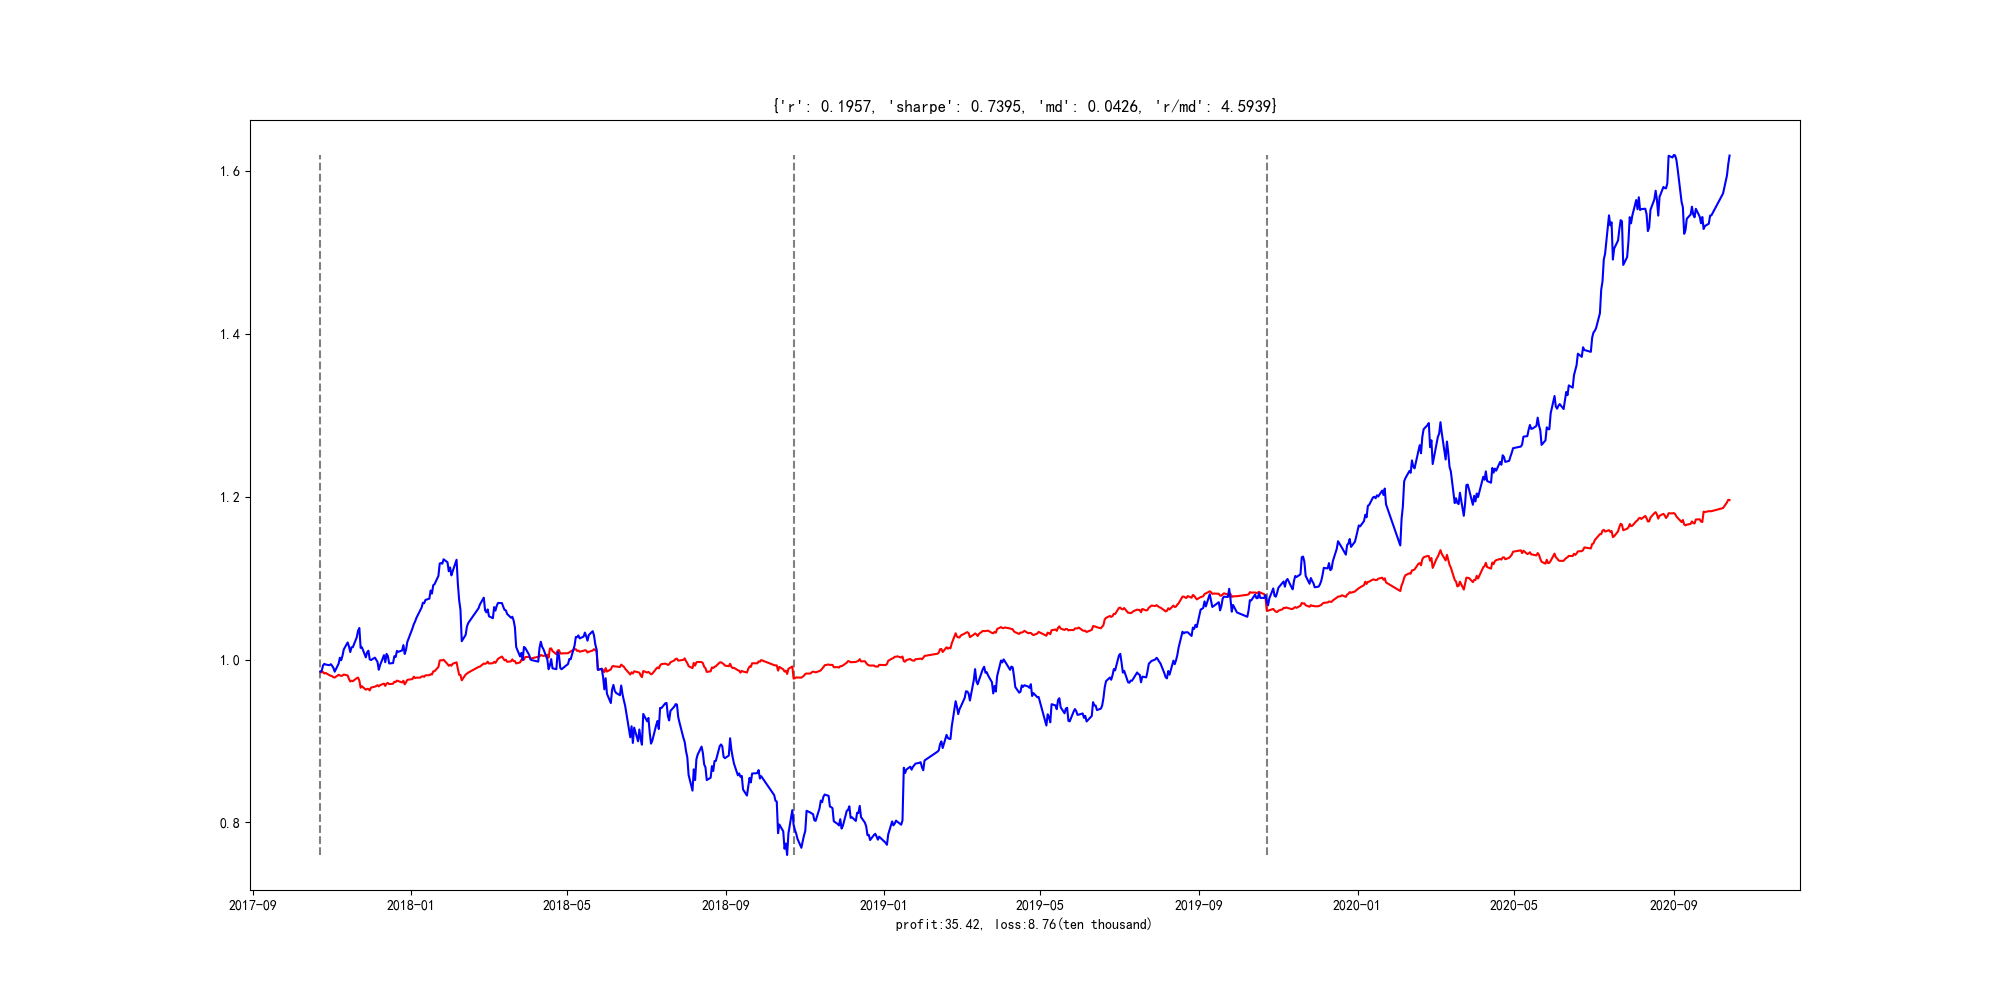 {'r': 0.1957, 'sharpe': 0.7395, 'md': 0.0426, 'r/md': 4.5939}
1.6
1.4
1.2
1.0
0.8
2017-09 2018-01 2018-05 2018-09 2019-01 2019-05 2019-09 2020-01 2020-05 2020-09
profit:35.42, loss:8.76(ten thousand)